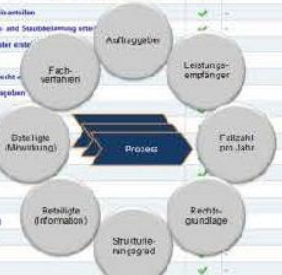 Auftraggeber
Fach-
verfahren
Leistungs-
empfänger
Beteiligte
(Mitwirkung)
Prozess
Fallzahl
pro Jahr
Beteiligte
(Information)
Rechts-
grundlage
Strukturie-
rungsgrad